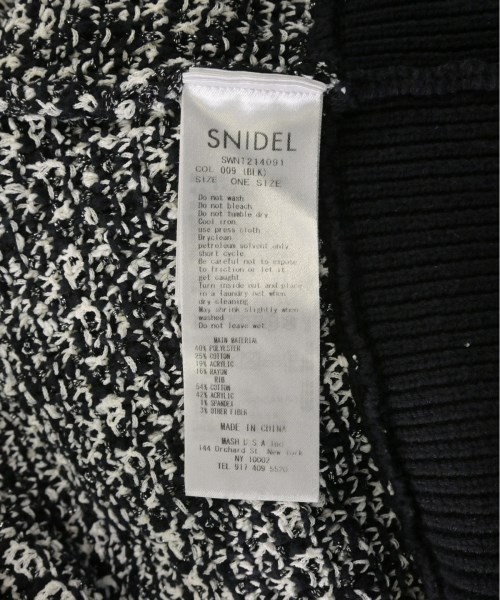 SNIDEL
SWNT214091
COL 009 (BLK)
SIZE ONE SIZE
Do not wash
Do not bleach.
Do not tumble dry
Cool iron.
use press cloth
Dryclean.
petroleum solvent only
short cycle.
Be careful not to expose
to friction or let it
get caught.
Turn inside out and place
in a laundry net when
dry cleaning
May shrink slightly when
washed
Do not leave wet.
MAIN MATERIAL
40% POLYESTER
25% COTTON
19% ACRYLIC
16% RAYON
RIB
54% COTTON
42% ACRYLIC
1% SPANDEX
3% OTHER FIBER
MADE IN CHINA
MASH U.S.A Inc.
144 Orchard St. New York
NY 10002
TEL 917 409 5520